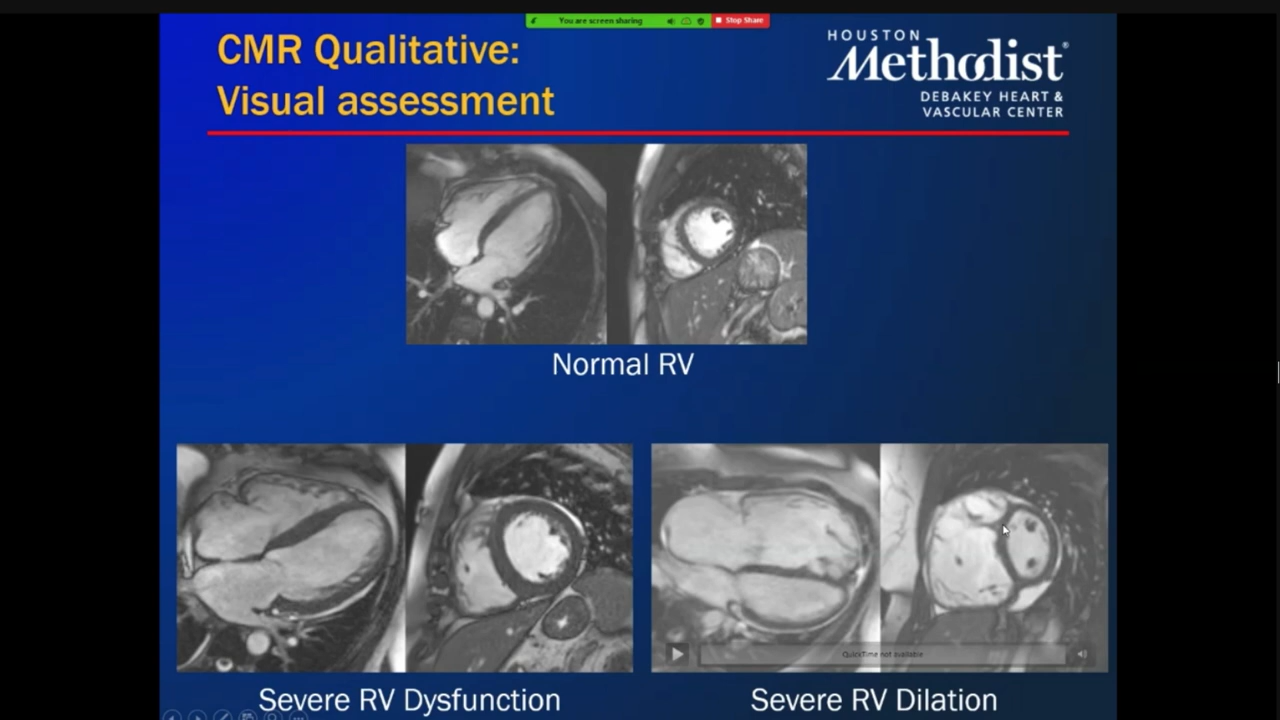 You are screen sharing
Stop Share
CMR Qualitative:
Visual assessment
HOUSTON
Methodist®
DEBAKEY HEART &
VASCULAR CENTER
Normal RV
QuickTime not available
Severe RV Dysfunction
Severe RV Dilation